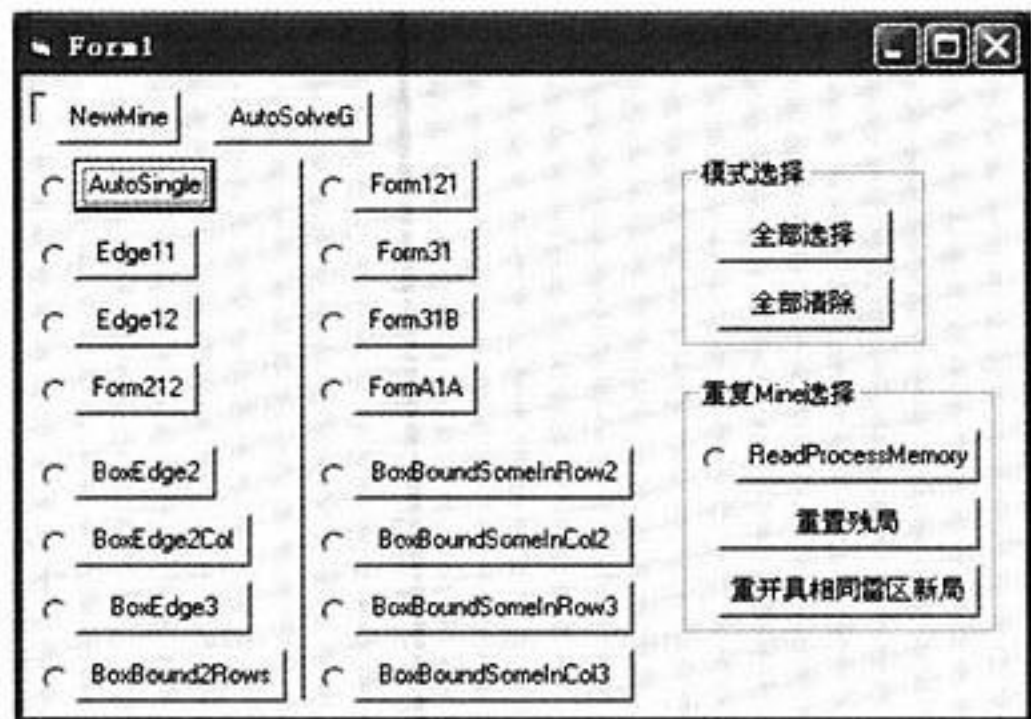 Form1
NewMine AutoSolveG
AutoSingle
Edge11
Edge12
Form212
BoxEdge2
BoxEdge2Col
BoxEdge3
BoxBound2Rows
Form121
Form31
Form31B
FormA1A
BoxBoundSomeInRow2
BoxBoundSomeInCol2
BoxBoundSomeInRow3
BoxBoundSomeInCol3
模式选择
全部选择
全部清除
重复Mine选择
ReadProcessMemory
重置残局
重开具相同雷区新局